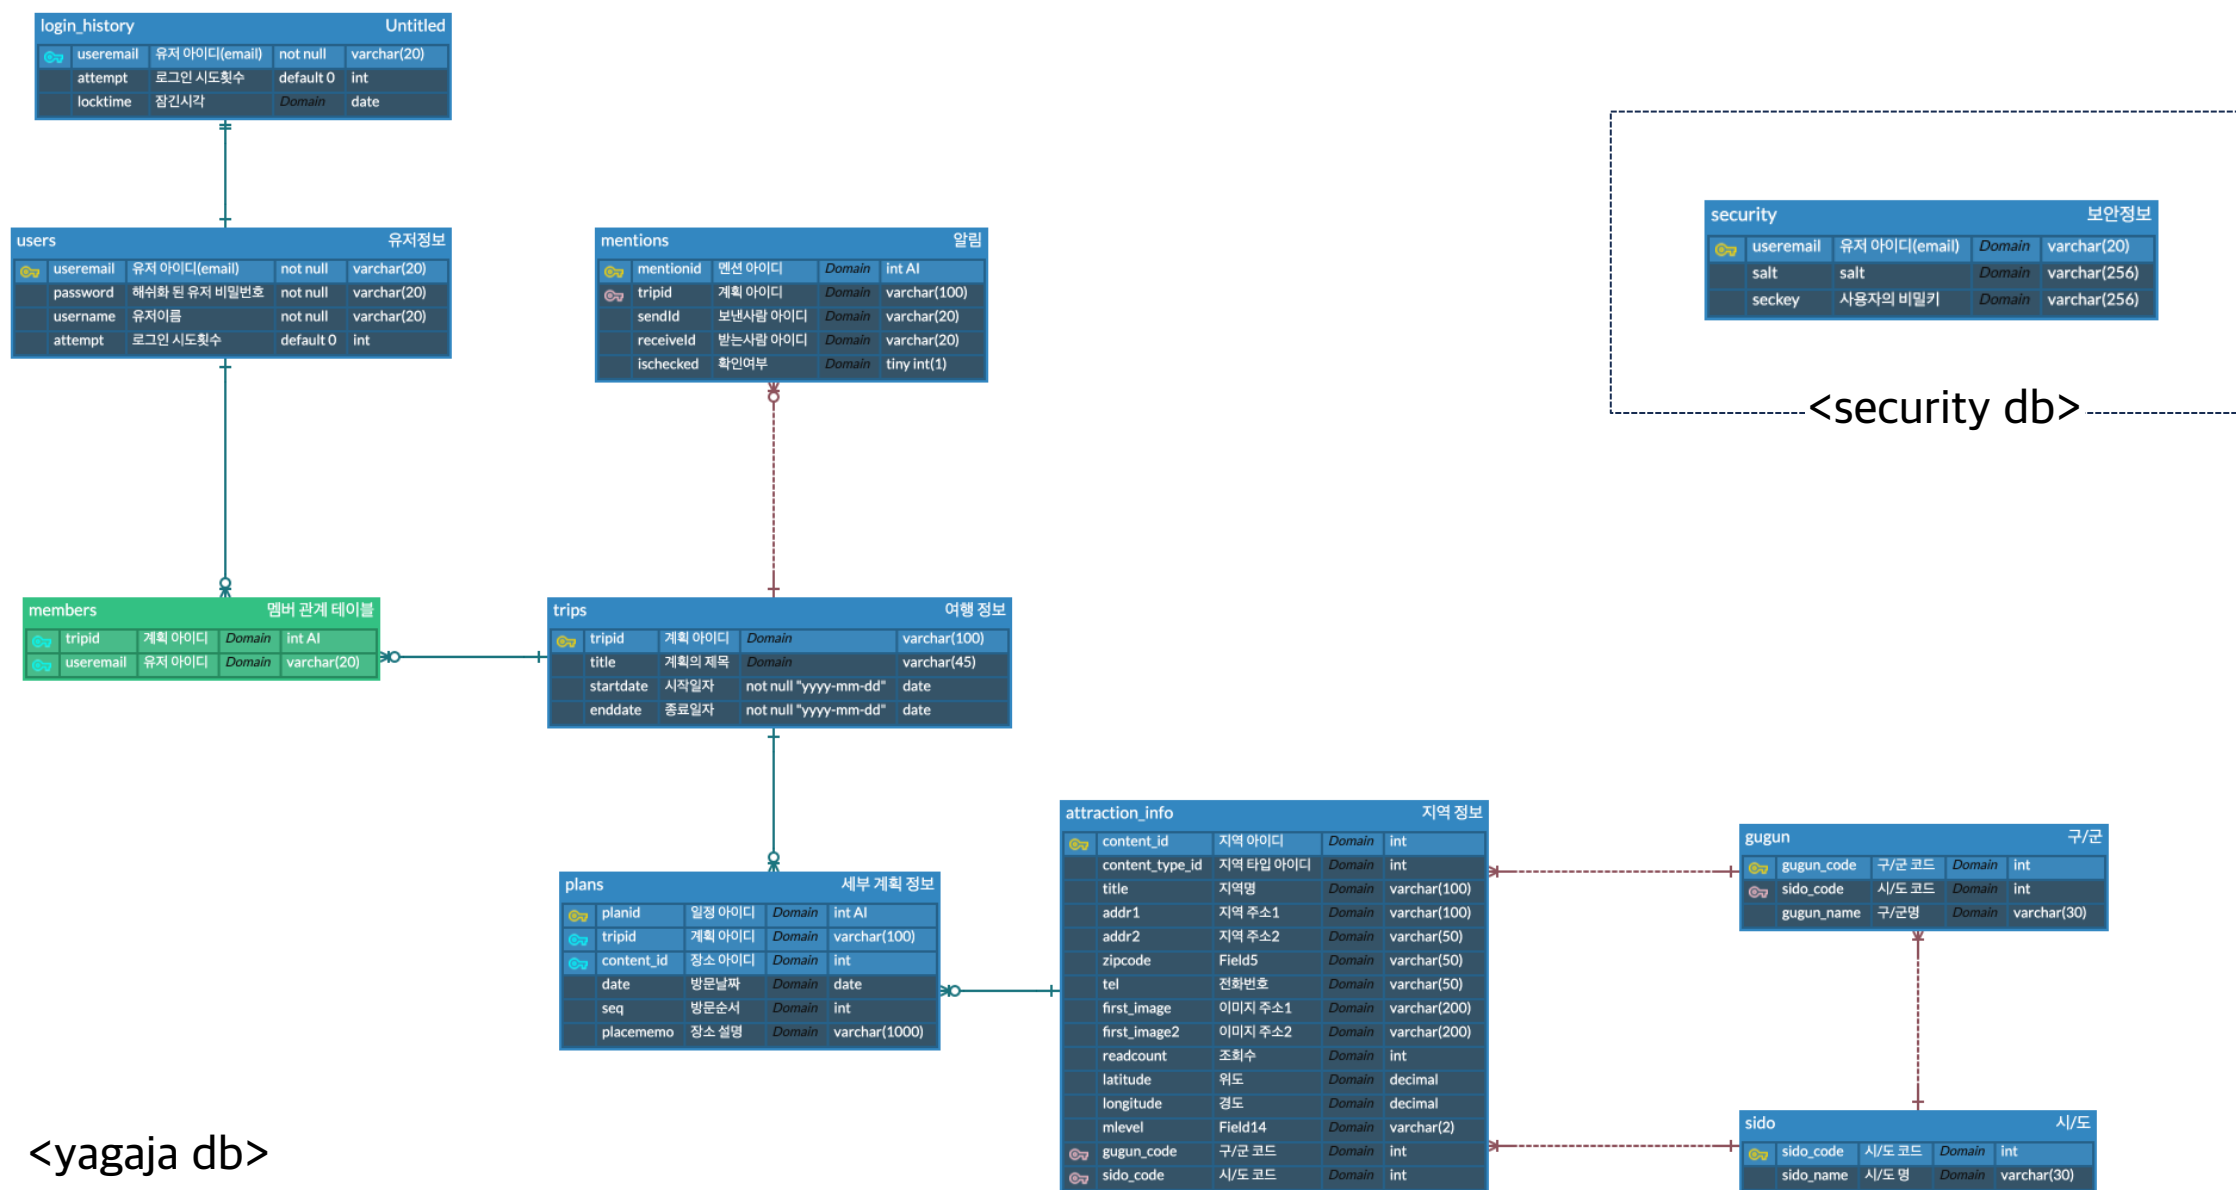 login_history Untitled
useremail 유저 아이디(email) not null varchar(20)
attempt 로그인 시도횟수 default 0 int
locktime 잠긴시각 Domain date
users 유저정보
useremail 유저 아이디(email) not null varchar(20)
password 해쉬화 된 유저 비밀번호 not null varchar(20)
username 유저이름 not null varchar(20)
attempt 로그인 시도횟수 default 0 int
mentions 알림
mentionid 멘션 아이디 Domain int AI
tripid 계획 아이디 Domain varchar(100)
sendId 보낸사람 아이디 Domain varchar(20)
receiveId 받는사람 아이디 Domain varchar(20)
ischecked 확인여부 Domain tiny int(1)
security 보안정보
useremail 유저 아이디(email) Domain varchar(20)
salt salt Domain varchar(256)
seckey 사용자의 비밀키 Domain varchar(256)
<security db>
members 멤버 관계 테이블
tripid 계획 아이디 Domain int AI
useremail 유저 아이디 Domain varchar(20)
trips 여행 정보
tripid 계획 아이디 Domain varchar(100)
title 계획의 제목 Domain varchar(45)
startdate 시작일자 not null "yyyy-mm-dd" date
enddate 종료일자 not null "yyyy-mm-dd" date
plans 세부 계획 정보
planid 일정 아이디 Domain int AI
tripid 계획 아이디 Domain varchar(100)
content_id 장소 아이디 Domain int
date 방문날짜 Domain date
seq 방문순서 Domain int
placememo 장소 설명 Domain varchar(1000)
attraction_info 지역 정보
content_id 지역 아이디 Domain int
content_type_id 지역 타입 아이디 Domain int
title 지역명 Domain varchar(100)
addr1 지역 주소1 Domain varchar(100)
addr2 지역 주소2 Domain varchar(50)
zipcode Field5 Domain varchar(50)
tel 전화번호 Domain varchar(50)
first_image 이미지 주소1 Domain varchar(200)
first_image2 이미지 주소2 Domain varchar(200)
readcount 조회수 Domain int
latitude 위도 Domain decimal
longitude 경도 Domain decimal
mlevel Field14 Domain varchar(2)
gugun_code 구/군 코드 Domain int
sido_code 시/도 코드 Domain int
gugun 구/군
gugun_code 구/군 코드 Domain int
sido_code 시/도 코드 Domain int
gugun_name 구/군명 Domain varchar(30)
sido 시/도
sido_code 시/도 코드 Domain int
sido_name 시/도 명 Domain varchar(30)
<yagaja db>